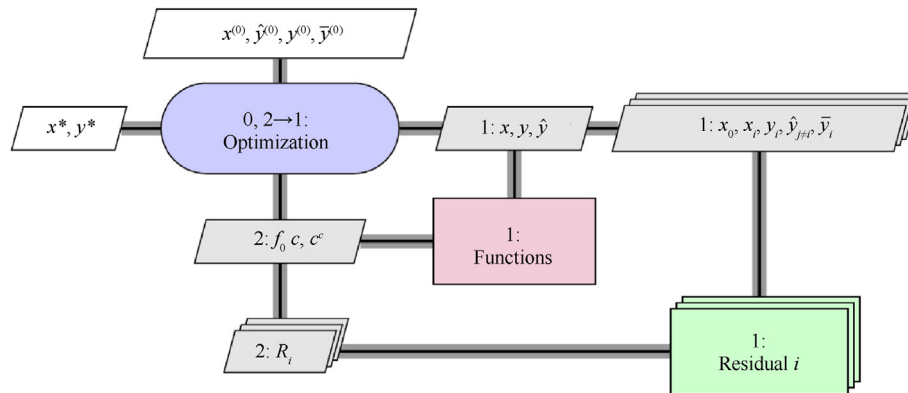 x⁽⁰⁾, ŷ⁽⁰⁾, y⁽⁰⁾, ȳ⁽⁰⁾
x*, y*
0, 2→1:
Optimization
1: x, y, ŷ
1: x₀, xᵢ, yᵢ, ŷⱼ≠ᵢ, ȳᵢ
2: f₀ c, cᶜ
1:
Functions
2: Rᵢ
1:
Residual i